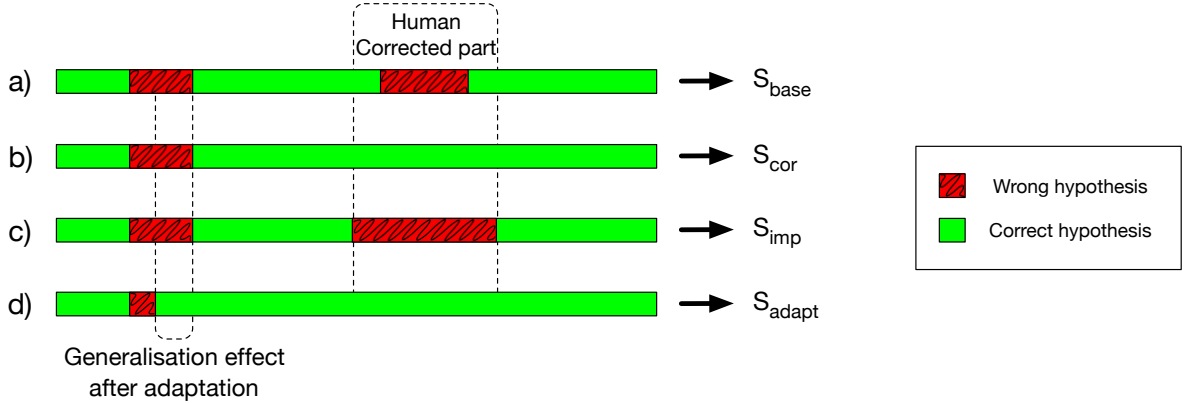 Human
Corrected part
a) S_base
b) S_cor
Wrong hypothesis
c) S_imp
Correct hypothesis
d) S_adapt
Generalisation effect
after adaptation